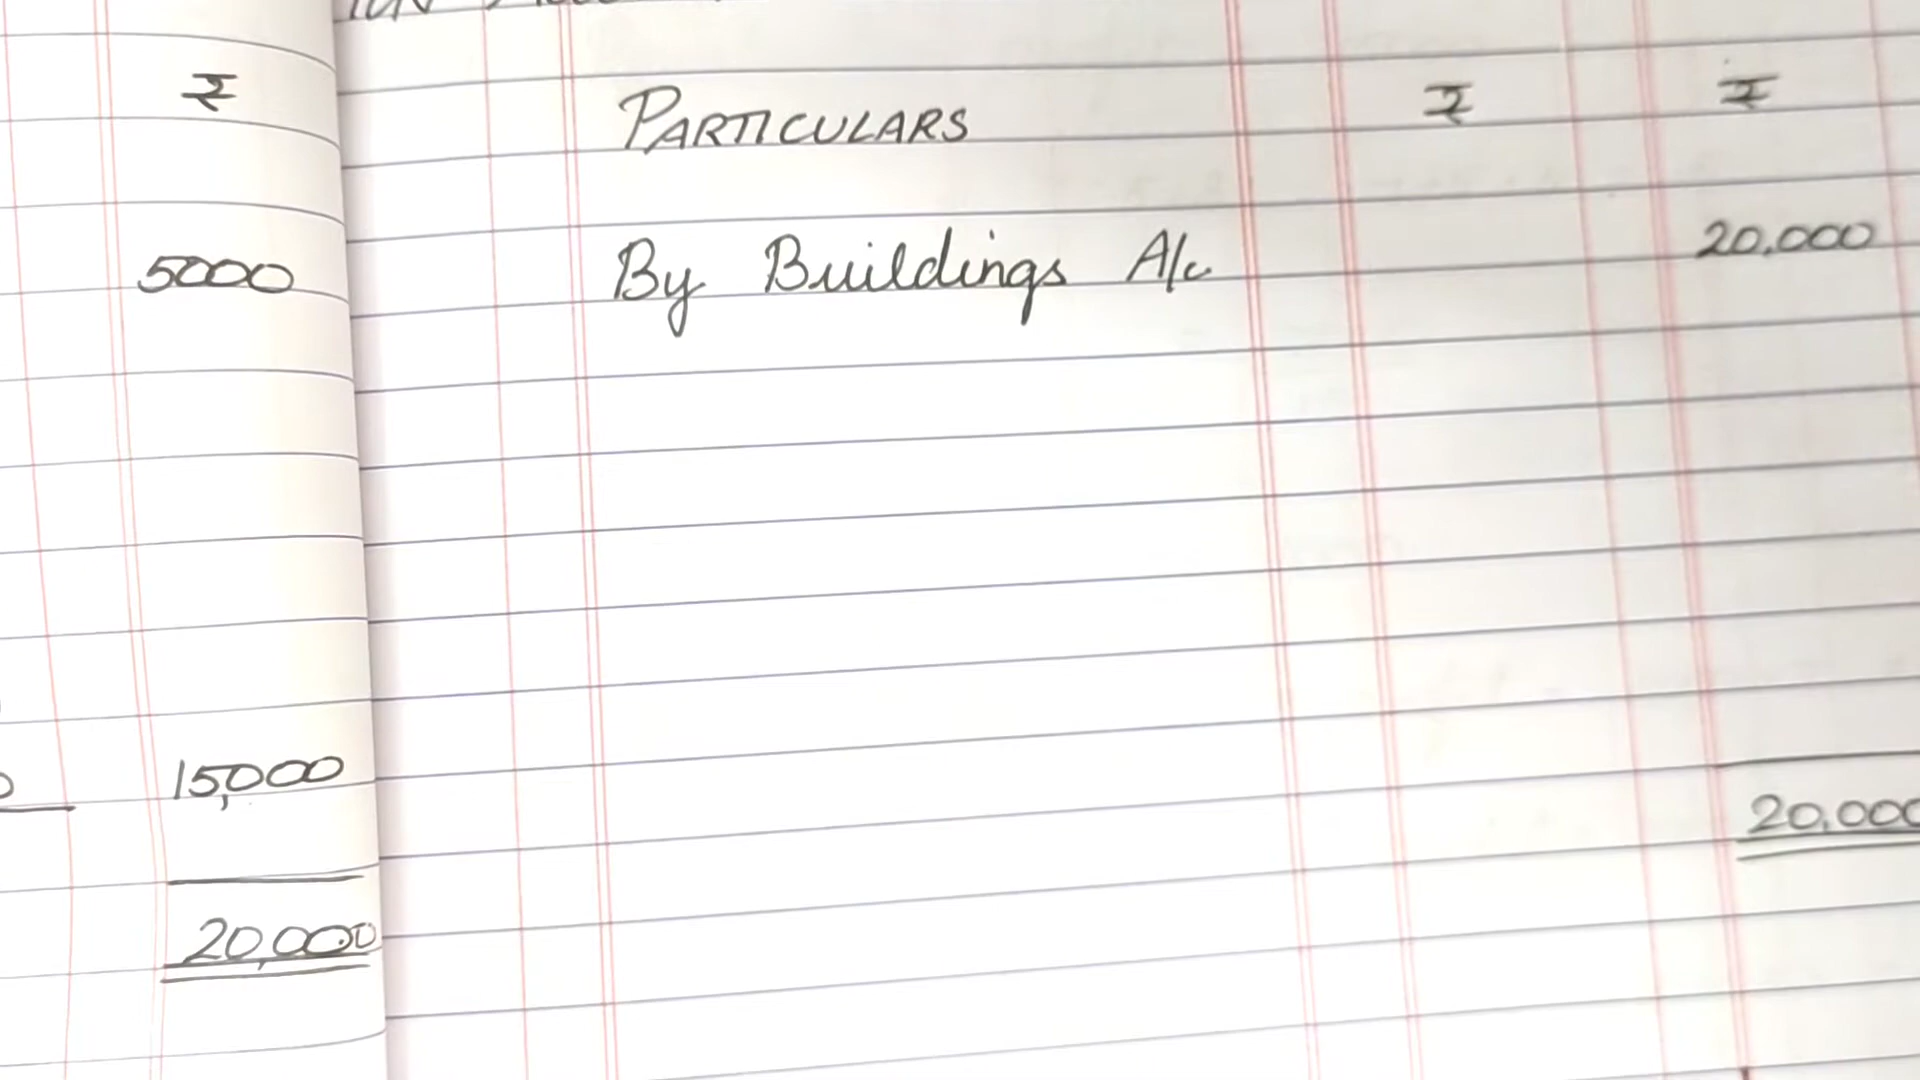 ₹
5000
15,000
20,000
PARTICULARS ₹ ₹
By Buildings A/c 20,000
20,000